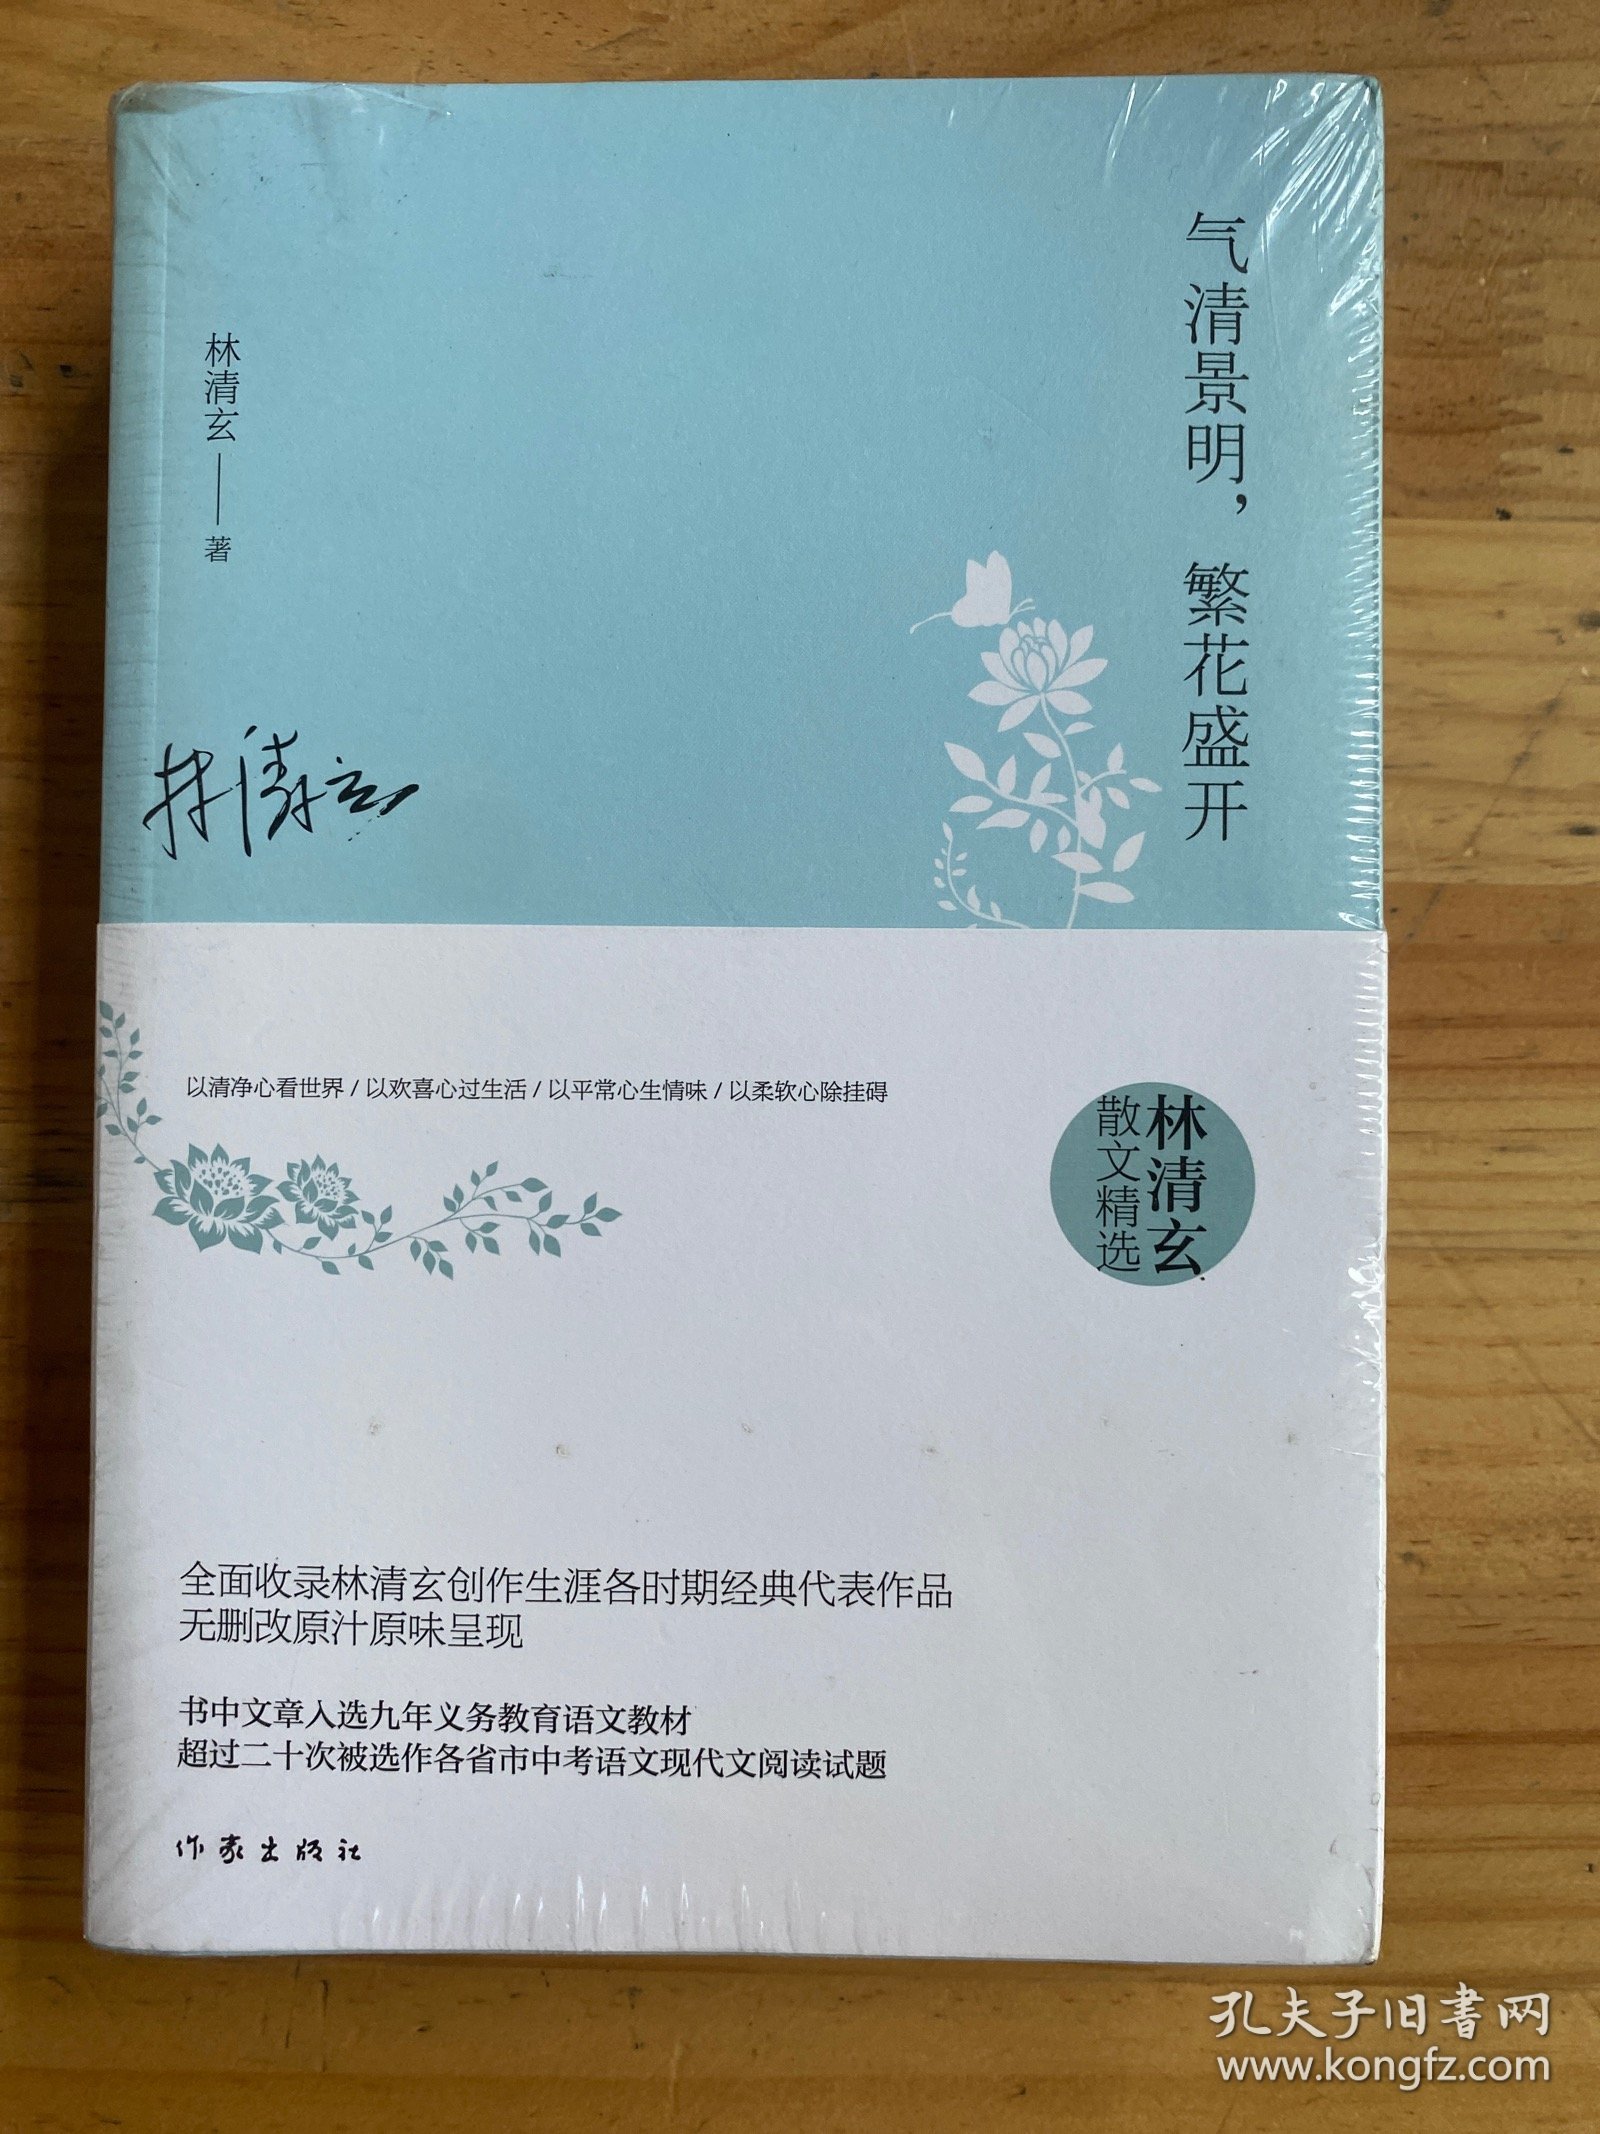 气清景明，繁花盛开
林清玄——著
林清玄
以清净心看世界 / 以欢喜心过生活 / 以平常心生情味 / 以柔软心除挂碍
林清玄
散文精选
全面收录林清玄创作生涯各时期经典代表作品
无删改原汁原味呈现
书中文章入选九年义务教育语文教材
超过二十次被选作各省市中考语文现代文阅读试题
作家出版社
孔夫子旧书网
www.kongfz.com